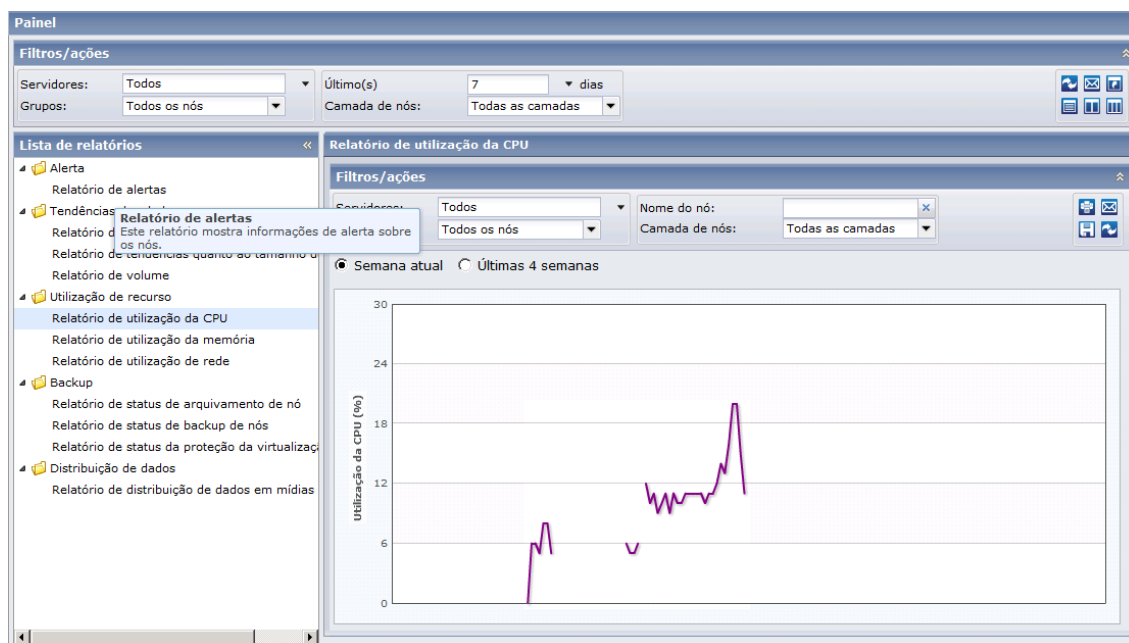 Painel
Filtros/ações
Servidores: Todos Último(s) 7 dias
Grupos: Todos os nós Camada de nós: Todas as camadas
Lista de relatórios
Alerta
Relatório de alertas
Tendências
Relatório de alertas
Este relatório mostra informações de alerta sobre
os nós.
Relatório
Relatório de tendências quanto ao tamanho
Relatório de volume
Utilização de recurso
Relatório de utilização da CPU
Relatório de utilização da memória
Relatório de utilização de rede
Backup
Relatório de status de arquivamento de nó
Relatório de status de backup de nós
Relatório de status da proteção da virtualizaç
Distribuição de dados
Relatório de distribuição de dados em mídias
Relatório de utilização da CPU
Filtros/ações
Servidores: Todos Nome do nó:
Todos os nós Camada de nós: Todas as camadas
Semana atual Últimas 4 semanas
Utilização da CPU (%)
30
24
18
12
6
0